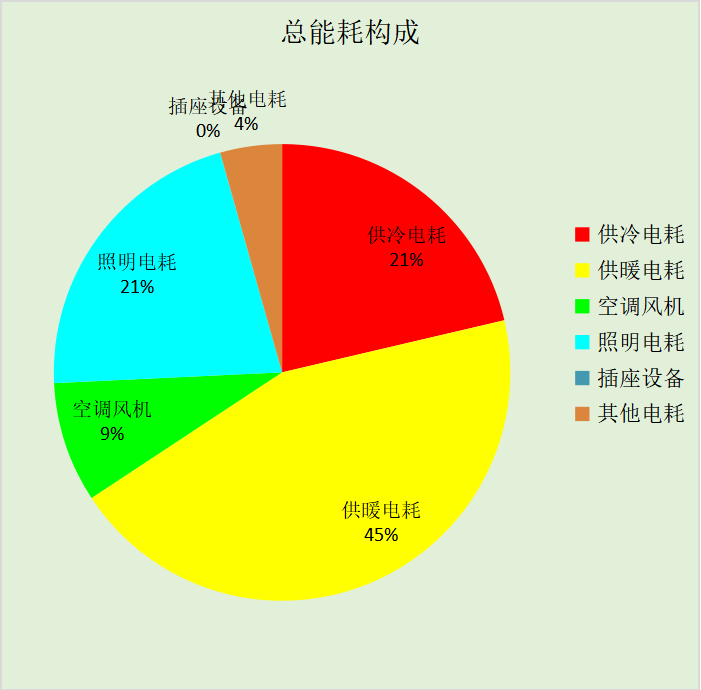 总能耗构成
插座设备
0%
其他电耗
4%
供冷电耗
21%
照明电耗
21%
空调风机
9%
供暖电耗
45%
供冷电耗
供暖电耗
空调风机
照明电耗
插座设备
其他电耗